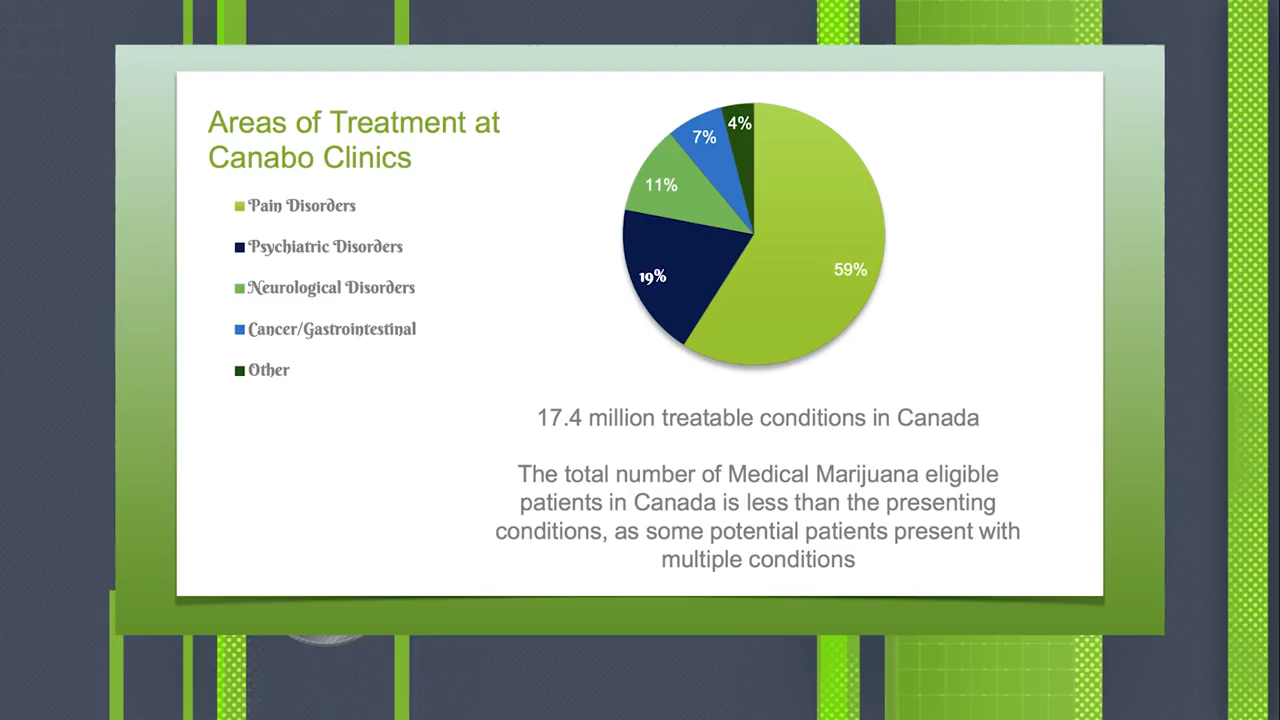 Areas of Treatment at
Canabo Clinics
Pain Disorders
Psychiatric Disorders
Neurological Disorders
Cancer/Gastrointestinal
Other
4%
7%
11%
19%
59%
17.4 million treatable conditions in Canada
The total number of Medical Marijuana eligible
patients in Canada is less than the presenting
conditions, as some potential patients present with
multiple conditions